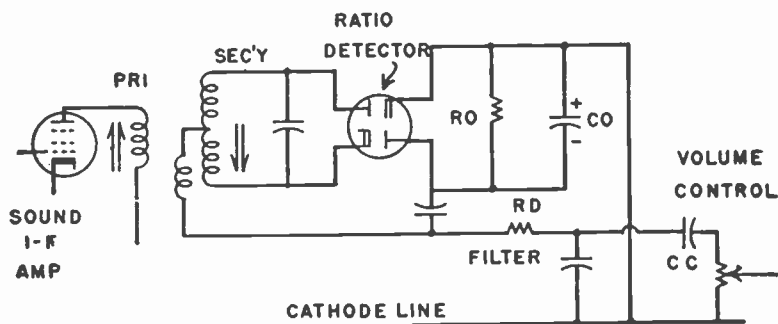 RATIO
DETECTOR
SEC'Y
PRI
RO
+
CO
-
VOLUME
CONTROL
SOUND
I-F
AMP
RD
FILTER
CC
CATHODE LINE